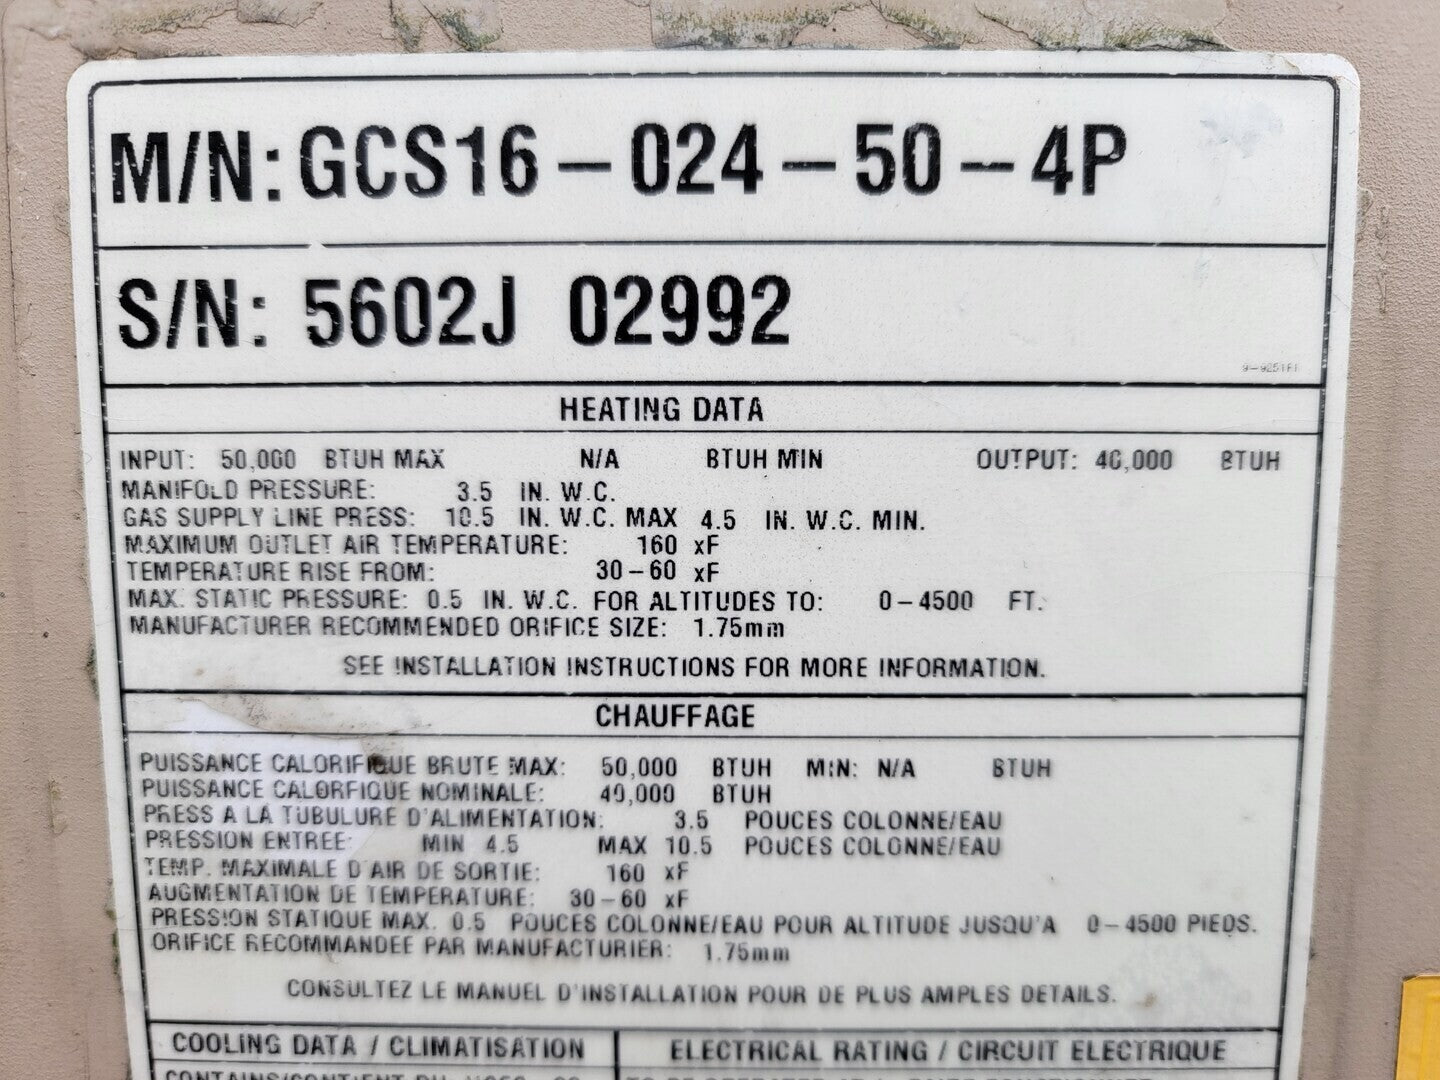 M/N: GCS16-024-50-4P
S/N: 5602J 02992
9-9251F1
HEATING DATA
INPUT: 50,000 BTUH MAX N/A BTUH MIN OUTPUT: 40,000 BTUH
MANIFOLD PRESSURE: 3.5 IN. W.C.
GAS SUPPLY LINE PRESS: 10.5 IN. W.C. MAX 4.5 IN. W.C. MIN.
MAXIMUM OUTLET AIR TEMPERATURE: 160 xF
TEMPERATURE RISE FROM: 30-60 xF
MAX. STATIC PRESSURE: 0.5 IN. W.C. FOR ALTITUDES TO: 0-4500 FT.
MANUFACTURER RECOMMENDED ORIFICE SIZE: 1.75mm
SEE INSTALLATION INSTRUCTIONS FOR MORE INFORMATION.
CHAUFFAGE
PUISSANCE CALORIFIQUE BRUTE MAX: 50,000 BTUH MIN: N/A BTUH
PUISSANCE CALORFIQUE NOMINALE: 40,000 BTUH
PRESS A LA TUBULURE D'ALIMENTATION: 3.5 POUCES COLONNE/EAU
PRESSION ENTREE: MIN 4.5 MAX 10.5 POUCES COLONNE/EAU
TEMP. MAXIMALE D'AIR DE SORTIE: 160 xF
AUGMENTATION DE TEMPERATURE: 30-60 xF
PRESSION STATIQUE MAX. 0.5 POUCES COLONNE/EAU POUR ALTITUDE JUSQU'A 0-4500 PIEDS.
ORIFICE RECOMMANDEE PAR MANUFACTURIER: 1.75mm
CONSULTEZ LE MANUEL D'INSTALLATION POUR DE PLUS AMPLES DETAILS.
COOLING DATA / CLIMATISATION
ELECTRICAL RATING / CIRCUIT ELECTRIQUE